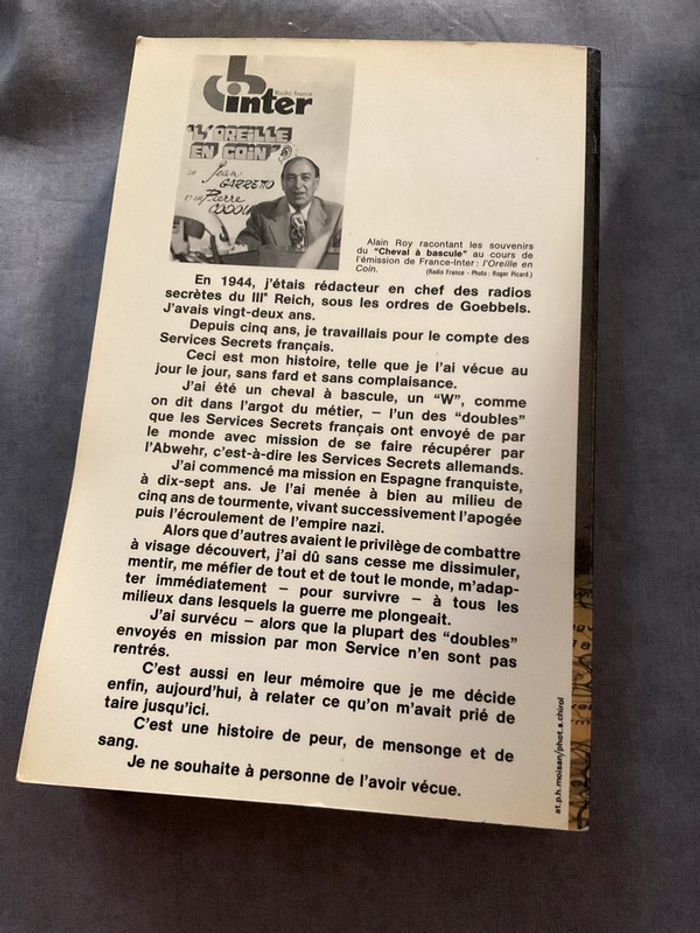 Radio France
inter
"L'OREILLE
EN COIN"
de
Jean
GARRETTO
Pierre
CODOU
Alain Roy racontant les souvenirs
du "Cheval à bascule" au cours de
l'émission de France-Inter : l'Oreille en
Coin.
(Radio France - Photo : Roger Picard.)
En 1944, j'étais rédacteur en chef des radios
secrètes du IIIe Reich, sous les ordres de Goebbels.
J'avais vingt-deux ans.
Depuis cinq ans, je travaillais pour le compte des
Services Secrets français.
Ceci est mon histoire, telle que je l'ai vécue au
jour le jour, sans fard et sans complaisance.
J'ai été un cheval à bascule, un "W", comme
on dit dans l'argot du métier, – l'un des "doubles"
que les Services Secrets français ont envoyé de par
le monde avec mission de se faire récupérer par
l'Abwehr, c'est-à-dire les Services Secrets allemands.
J'ai commencé ma mission en Espagne franquiste,
à dix-sept ans. Je l'ai menée à bien au milieu de
cinq ans de tourmente, vivant successivement l'apogée
puis l'écroulement de l'empire nazi.
Alors que d'autres avaient le privilège de combattre
à visage découvert, j'ai dû sans cesse me dissimuler,
mentir, me méfier de tout et de tout le monde, m'adap-
ter immédiatement – pour survivre – à tous les
milieux dans lesquels la guerre me plongeait.
J'ai survécu – alors que la plupart des "doubles"
envoyés en mission par mon Service n'en sont pas
rentrés.
C'est aussi en leur mémoire que je me décide
enfin, aujourd'hui, à relater ce qu'on m'avait prié de
taire jusqu'ici.
C'est une histoire de peur, de mensonge et de
sang.
Je ne souhaite à personne de l'avoir vécue.
at.p.h.moisan/phot.s.chirol